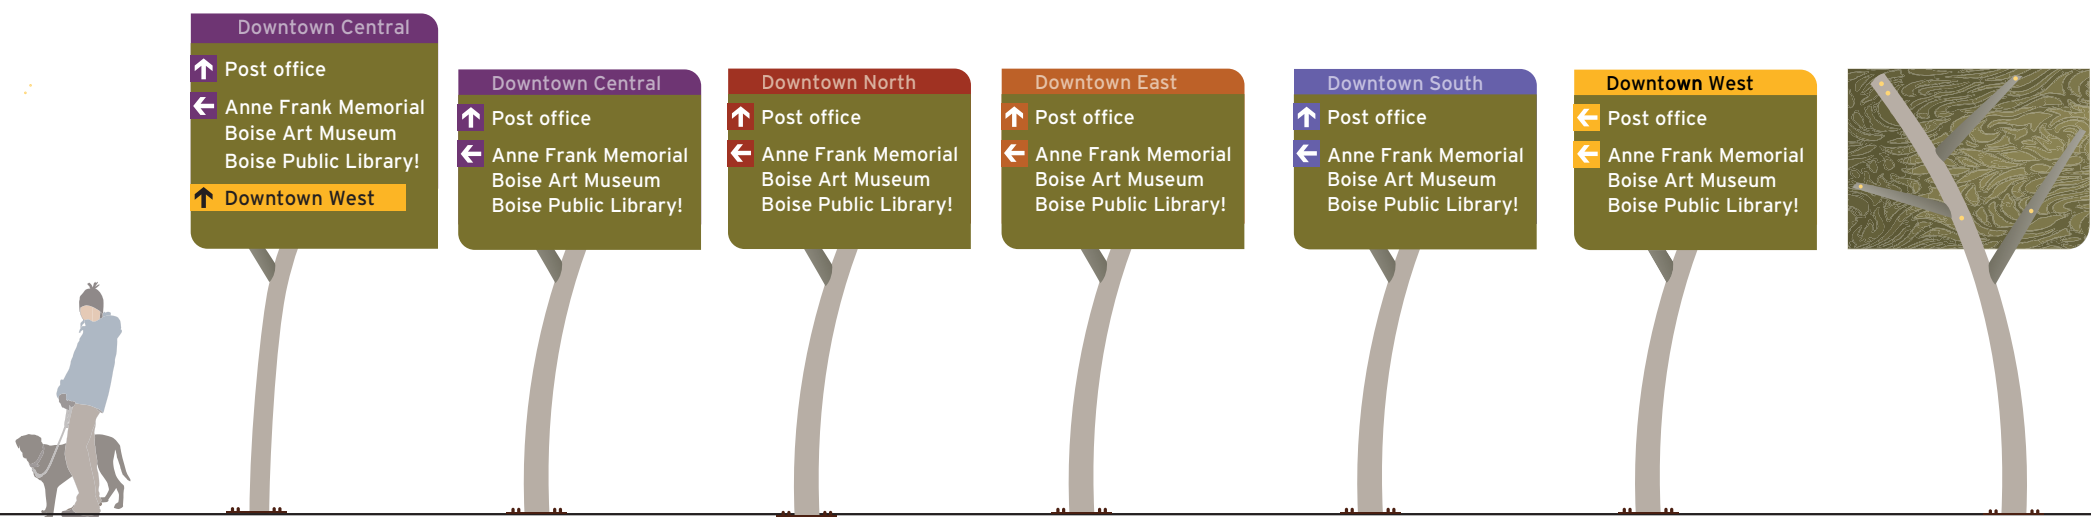 Downtown Central
Post office
Anne Frank Memorial
Boise Art Museum
Boise Public Library!
Downtown West
Downtown Central
Post office
Anne Frank Memorial
Boise Art Museum
Boise Public Library!
Downtown North
Post office
Anne Frank Memorial
Boise Art Museum
Boise Public Library!
Downtown East
Post office
Anne Frank Memorial
Boise Art Museum
Boise Public Library!
Downtown South
Post office
Anne Frank Memorial
Boise Art Museum
Boise Public Library!
Downtown West
Post office
Anne Frank Memorial
Boise Art Museum
Boise Public Library!